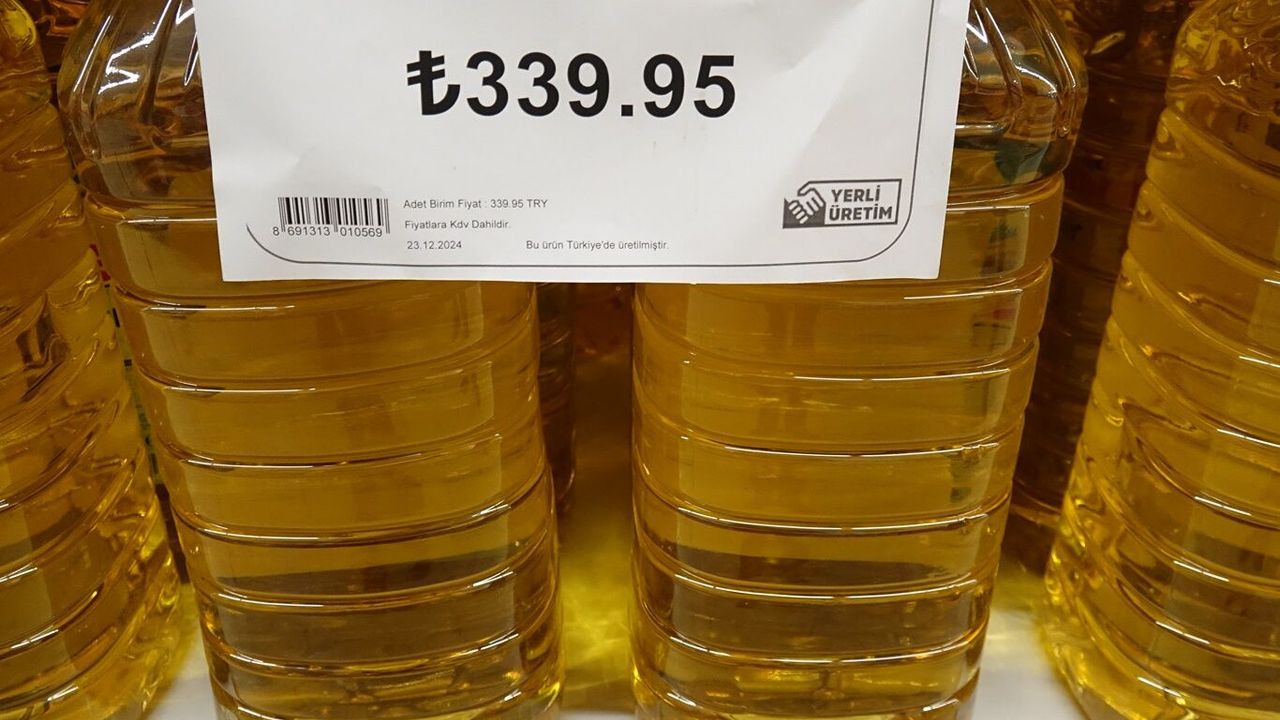 ₺339.95
Adet Birim Fiyat : 339.95 TRY
Fiyatlara Kdv Dahildir.
8 691313 010569
23.12.2024
Bu ürün Türkiye'de üretilmiştir.
YERLİ
ÜRETİM